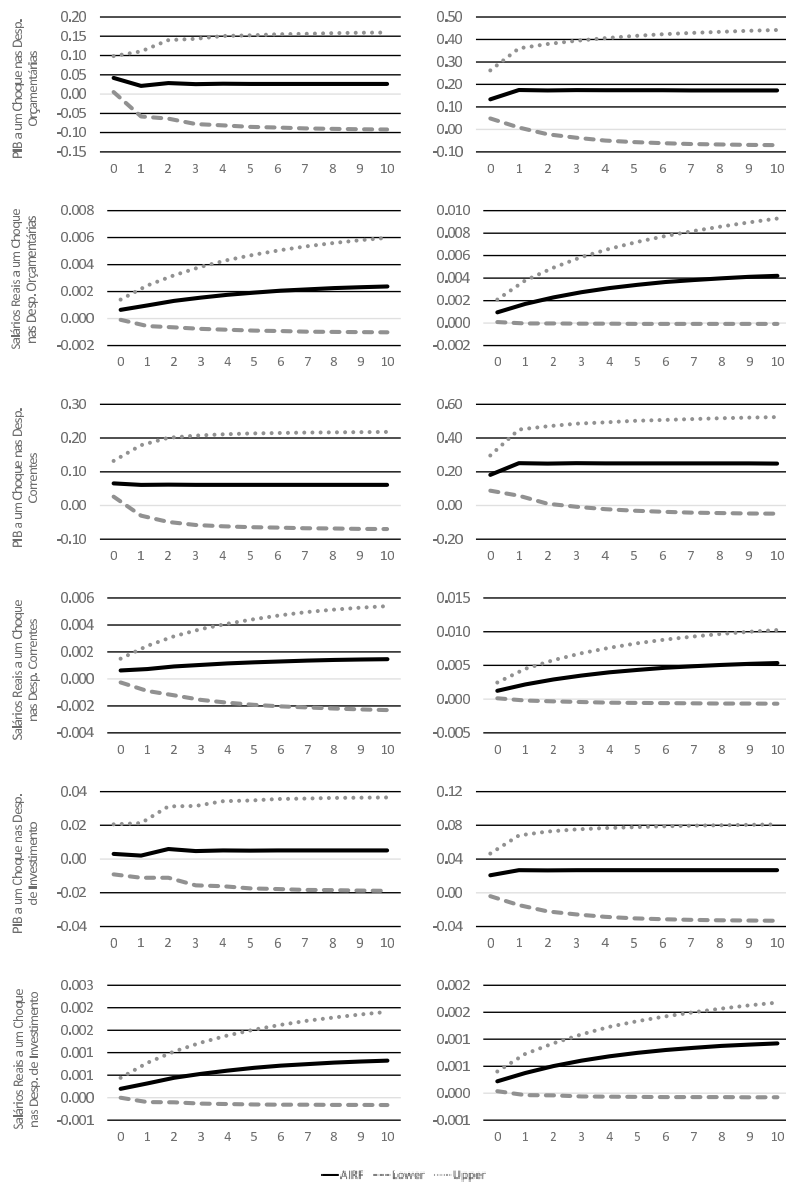 PIB a um Choque nas Desp.
Orçamentárias
0.20
0.15
0.10
0.05
0.00
-0.05
-0.10
-0.15
0 1 2 3 4 5 6 7 8 9 10
0.50
0.40
0.30
0.20
0.10
0.00
-0.10
0 1 2 3 4 5 6 7 8 9 10
Salários Reais a um Choque
nas Desp. Orçamentárias
0.008
0.006
0.004
0.002
0.000
-0.002
0 1 2 3 4 5 6 7 8 9 10
0.010
0.008
0.006
0.004
0.002
0.000
-0.002
0 1 2 3 4 5 6 7 8 9 10
PIB a um Choque nas Desp.
Correntes
0.30
0.20
0.10
0.00
-0.10
0 1 2 3 4 5 6 7 8 9 10
0.60
0.40
0.20
0.00
-0.20
0 1 2 3 4 5 6 7 8 9 10
Salários Reais a um Choque
nas Desp. Correntes
0.006
0.004
0.002
0.000
-0.002
-0.004
0 1 2 3 4 5 6 7 8 9 10
0.015
0.010
0.005
0.000
-0.005
0 1 2 3 4 5 6 7 8 9 10
PIB a um Choque nas Desp.
de Investimento
0.04
0.02
0.00
-0.02
-0.04
0 1 2 3 4 5 6 7 8 9 10
0.12
0.08
0.04
0.00
-0.04
0 1 2 3 4 5 6 7 8 9 10
Salários Reais a um Choque
nas Desp. de Investimento
0.003
0.002
0.002
0.001
0.001
0.000
-0.001
0 1 2 3 4 5 6 7 8 9 10
0.002
0.002
0.001
0.001
0.000
-0.001
0 1 2 3 4 5 6 7 8 9 10
AIRF Lower Upper